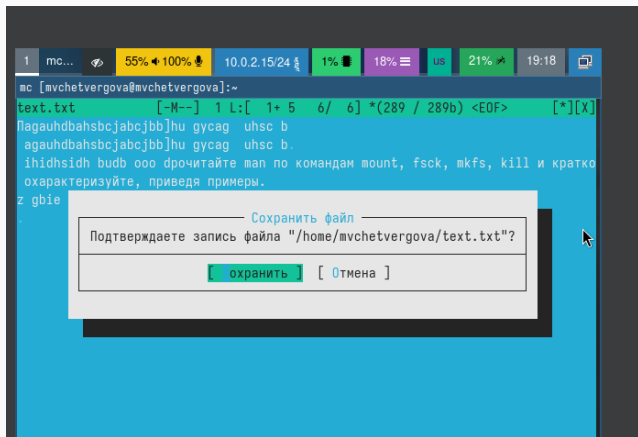 1 mc... 55% 100% 10.0.2.15/24 1% 18% us 21% 19:18
mc [mvchetvergova@mvchetvergova]:~
text.txt [-M--] 1 L:[ 1+ 5 6/ 6] *(289 / 289b) <EOF> [*][X]
Пagauhdbahsbcjabcjbb]hu gycag uhsc b
agauhdbahsbcjabcjbb]hu gycag uhsc b.
ihidhsidh budb ooo dрочитайте man по командам mount, fsck, mkfs, kill и кратко
охарактеризуйте, приведя примеры.
z gbie
.
Сохранить файл
Подтверждаете запись файла "/home/mvchetvergova/text.txt"?
[ Сохранить ] [ Отмена ]